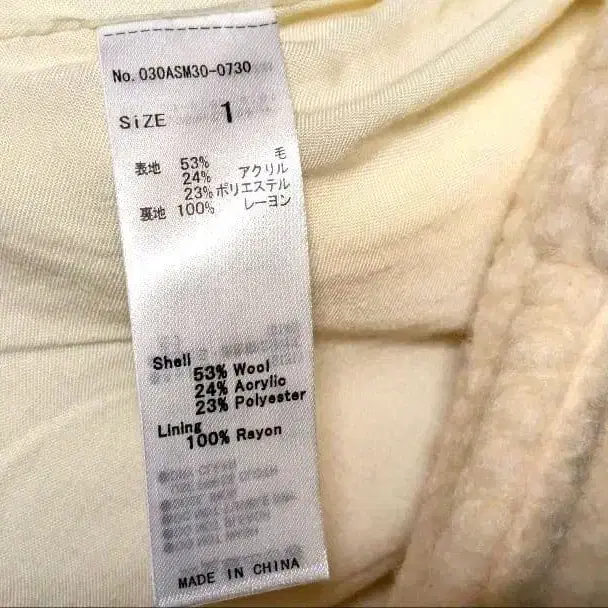 No. 030ASM30-0730
SiZE 1
表地 53% 毛
24% アクリル
23% ポリエステル
裏地 100% レーヨン
Shell
53% Wool
24% Acrylic
23% Polyester
Lining
100% Rayon
MADE IN CHINA